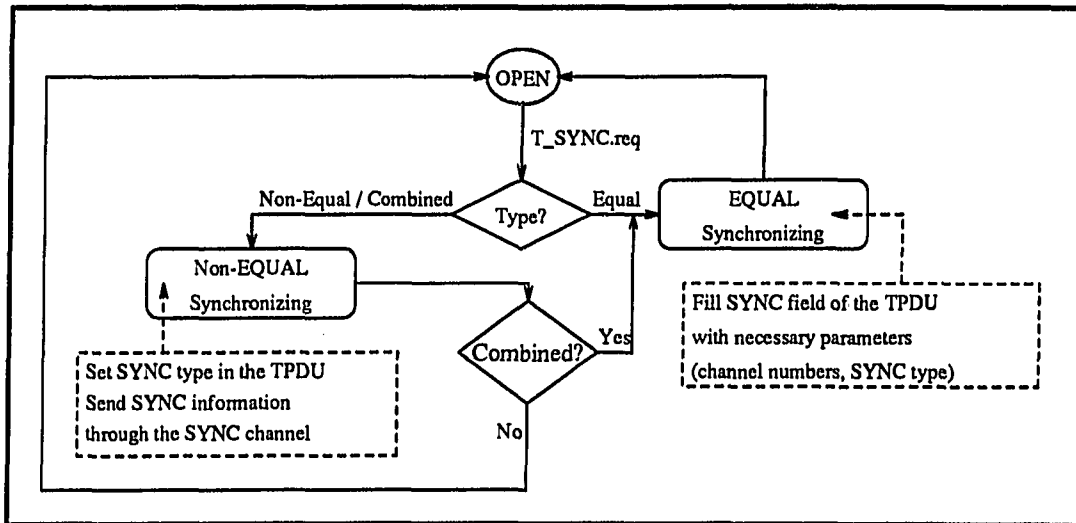 OPEN
T_SYNC.req
Non-Equal / Combined
Type?
Equal
EQUAL
Synchronizing
Non-EQUAL
Synchronizing
Combined?
Yes
No
Fill SYNC field of the TPDU
with necessary parameters
(channel numbers, SYNC type)
Set SYNC type in the TPDU
Send SYNC information
through the SYNC channel